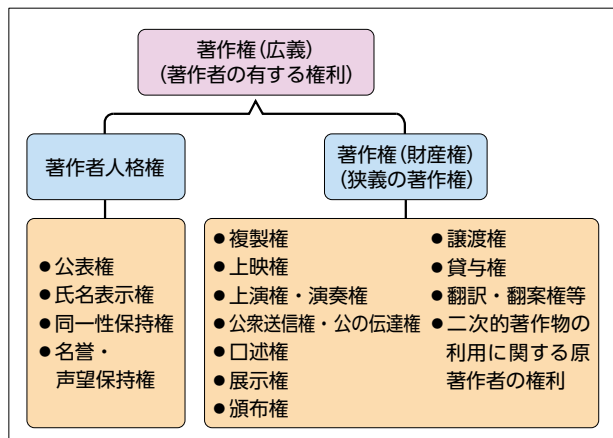 著作権(広義)
(著作者の有する権利)
著作者人格権
著作権(財産権)
(狭義の著作権)
●公表権
●氏名表示権
●同一性保持権
●名誉・
声望保持権
●複製権
●上映権
●上演権・演奏権
●公衆送信権・公の伝達権
●口述権
●展示権
●頒布権
●譲渡権
●貸与権
●翻訳・翻案権等
●二次的著作物の
利用に関する原
著作者の権利